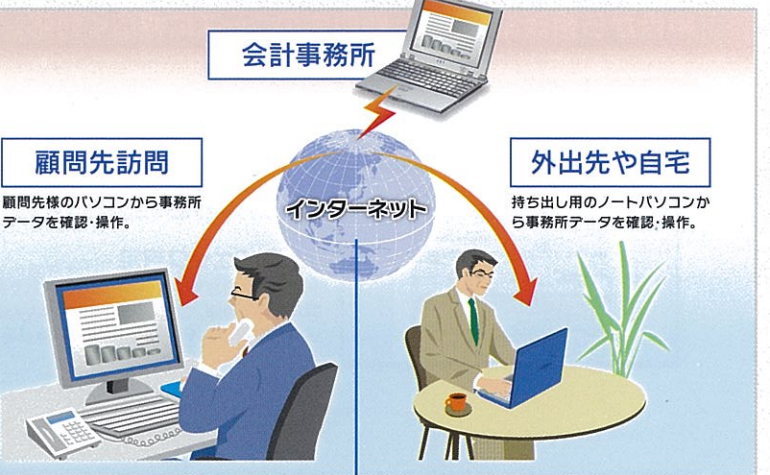 会計事務所
顧問先訪問
顧問先様のパソコンから事務所
データを確認・操作。
インターネット
外出先や自宅
持ち出し用のノートパソコンか
ら事務所データを確認・操作。